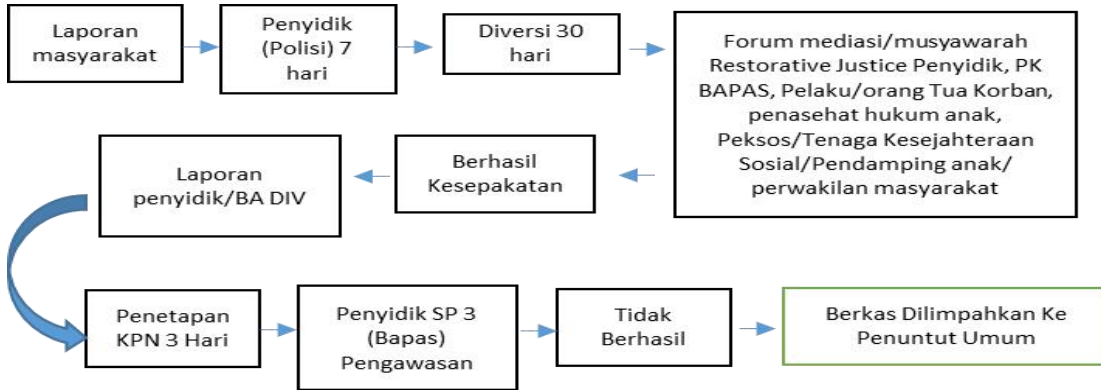 Laporan
masyarakat
Penyidik
(Polisi) 7
hari
Diversi 30
hari
Forum mediasi/musyawarah
Restorative Justice Penyidik, PK
BAPAS, Pelaku/orang Tua Korban,
penasehat hukum anak,
Peksos/Tenaga Kesejahteraan
Sosial/Pendamping anak/
perwakilan masyarakat
Berhasil
Kesepakatan
Laporan
penyidik/BA DIV
Penetapan
KPN 3 Hari
Penyidik SP 3
(Bapas)
Pengawasan
Tidak
Berhasil
Berkas Dilimpahkan Ke
Penuntut Umum